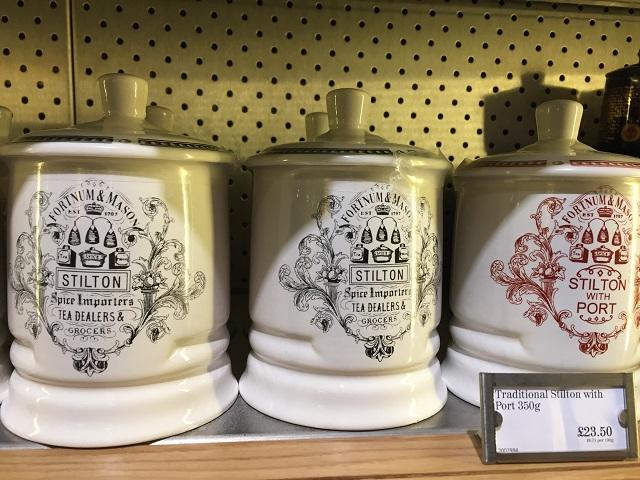 FORTNUM & MASON
EST 1707
STILTON
Spice Importers
TEA DEALERS &
GROCERS
FORTNUM & MASON
EST 1707
STILTON
Spice Importers
TEA DEALERS &
GROCERS
FORTNUM & MASON
EST 1707
STILTON
WITH
PORT
Traditional Stilton with
Port 350g
£23.50